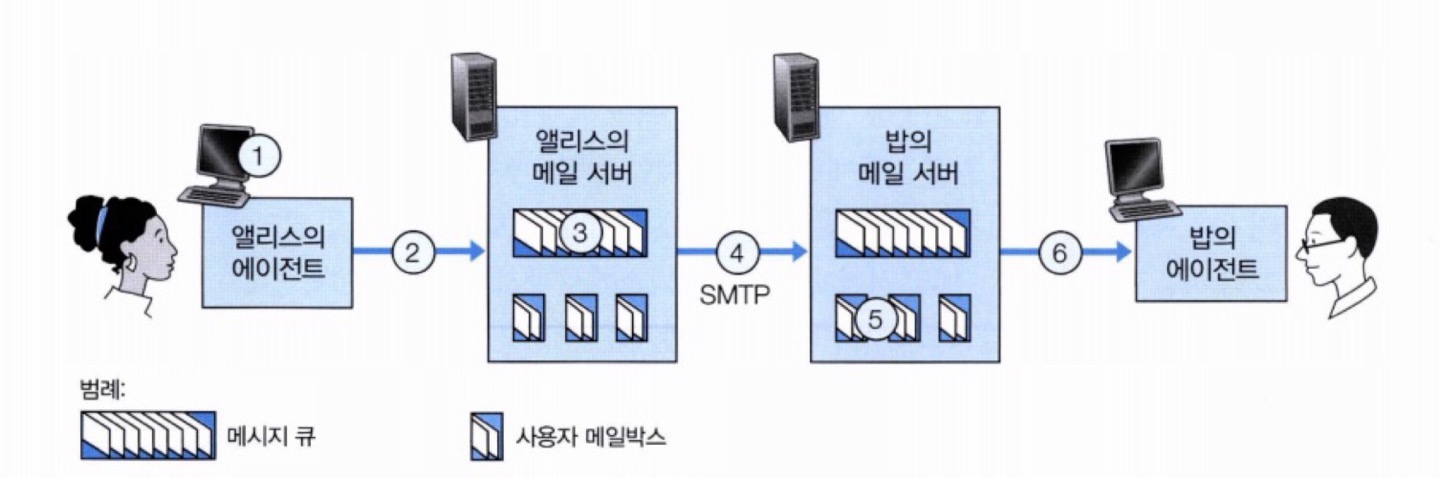 1
앨리스의
에이전트
2
앨리스의
메일 서버
3
4
SMTP
밥의
메일 서버
5
6
밥의
에이전트
범례:
메시지 큐
사용자 메일박스